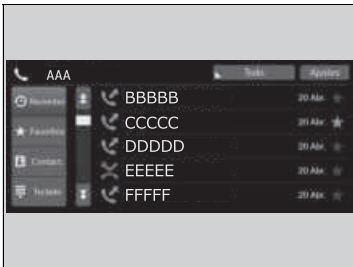 AAA Todo Ajustes
Recientes BBBBB 20 Abr.
Favoritos CCCCC 20 Abr.
DDDDD 20 Abr.
Contact. EEEEE 20 Abr.
Teclado FFFFF 20 Abr.